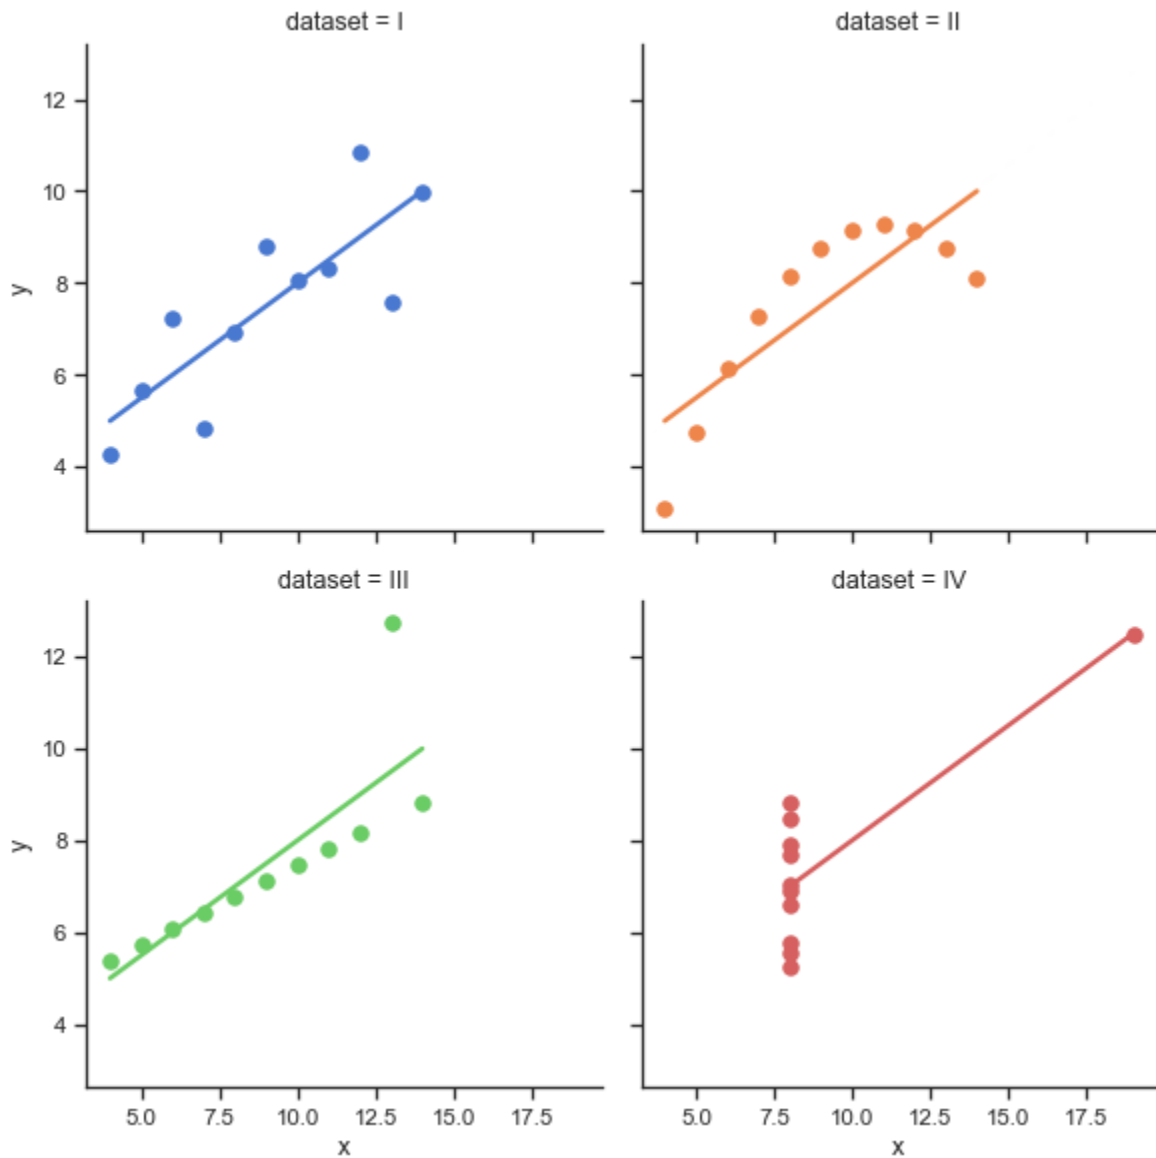 dataset = I
dataset = II
y
12
10
8
6
4
dataset = III
dataset = IV
y
12
10
8
6
4
5.0 7.5 10.0 12.5 15.0 17.5
5.0 7.5 10.0 12.5 15.0 17.5
x
x